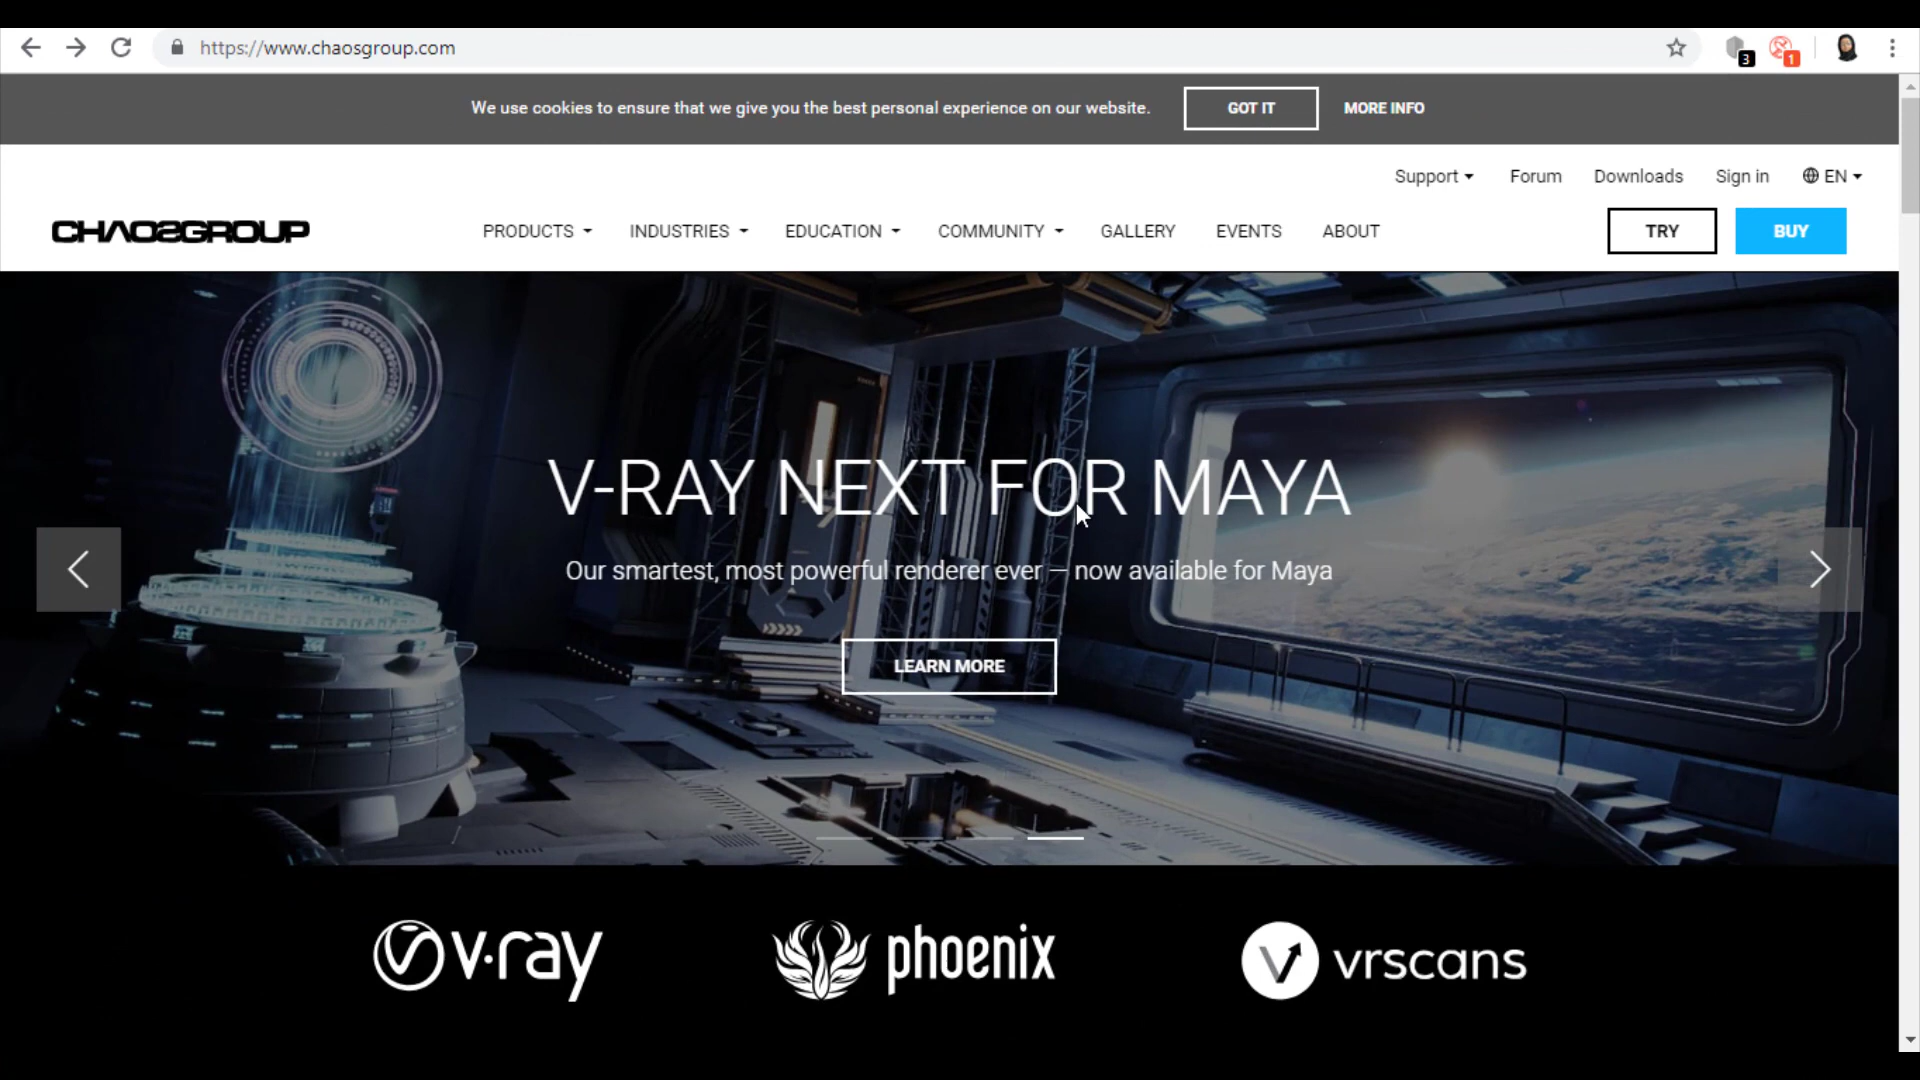 https://www.chaosgroup.com
3
1
We use cookies to ensure that we give you the best personal experience on our website. GOT IT MORE INFO
Support Forum Downloads Sign in EN
CHAOSGROUP PRODUCTS INDUSTRIES EDUCATION COMMUNITY GALLERY EVENTS ABOUT TRY BUY
V-RAY NEXT FOR MAYA
Our smartest, most powerful renderer ever — now available for Maya
LEARN MORE
v·ray phoenix vrscans